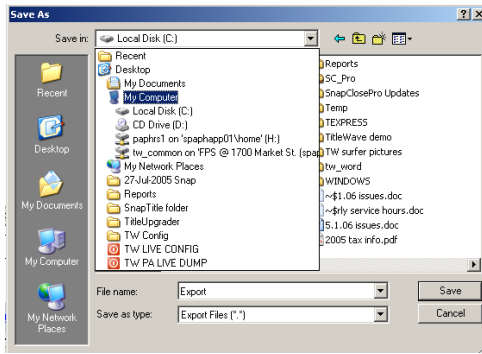 Save As
Save in: Local Disk (C:)
Recent
Desktop
My Documents
My Computer
Local Disk (C:)
CD Drive (D:)
paphrs1 on 'spaphapp01\home' (H:)
tw_common on 'FPS @ 1700 Market St. (spap
My Network Places
27-Jul-2005 Snap
Reports
SnapTitle folder
TitleUpgrader
TW Config
TW LIVE CONFIG
TW PA LIVE DUMP
Reports
SC_Pro
SnapClosePro Updates
Temp
TEXPRESS
TitleWave demo
TW surfer pictures
tw_word
WINDOWS
~$1.06 issues.doc
~$rly service hours.doc
5.1.06 issues.doc
2005 tax info.pdf
Recent
Desktop
My Documents
My Computer
My Network
Places
File name: Export Save
Save as type: Export Files (*.*) Cancel